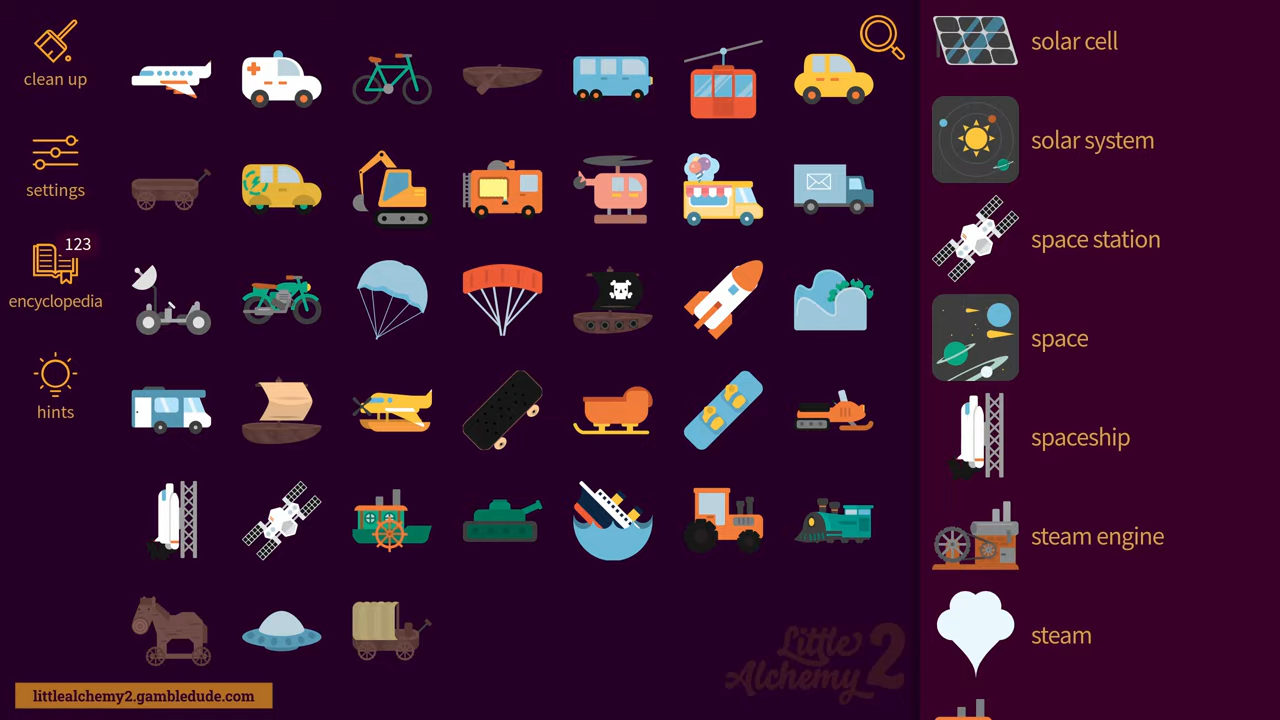 clean up
settings
123
encyclopedia
hints
solar cell
solar system
space station
space
spaceship
steam engine
steam
Little
Alchemy 2
littlealchemy2.gambledude.com